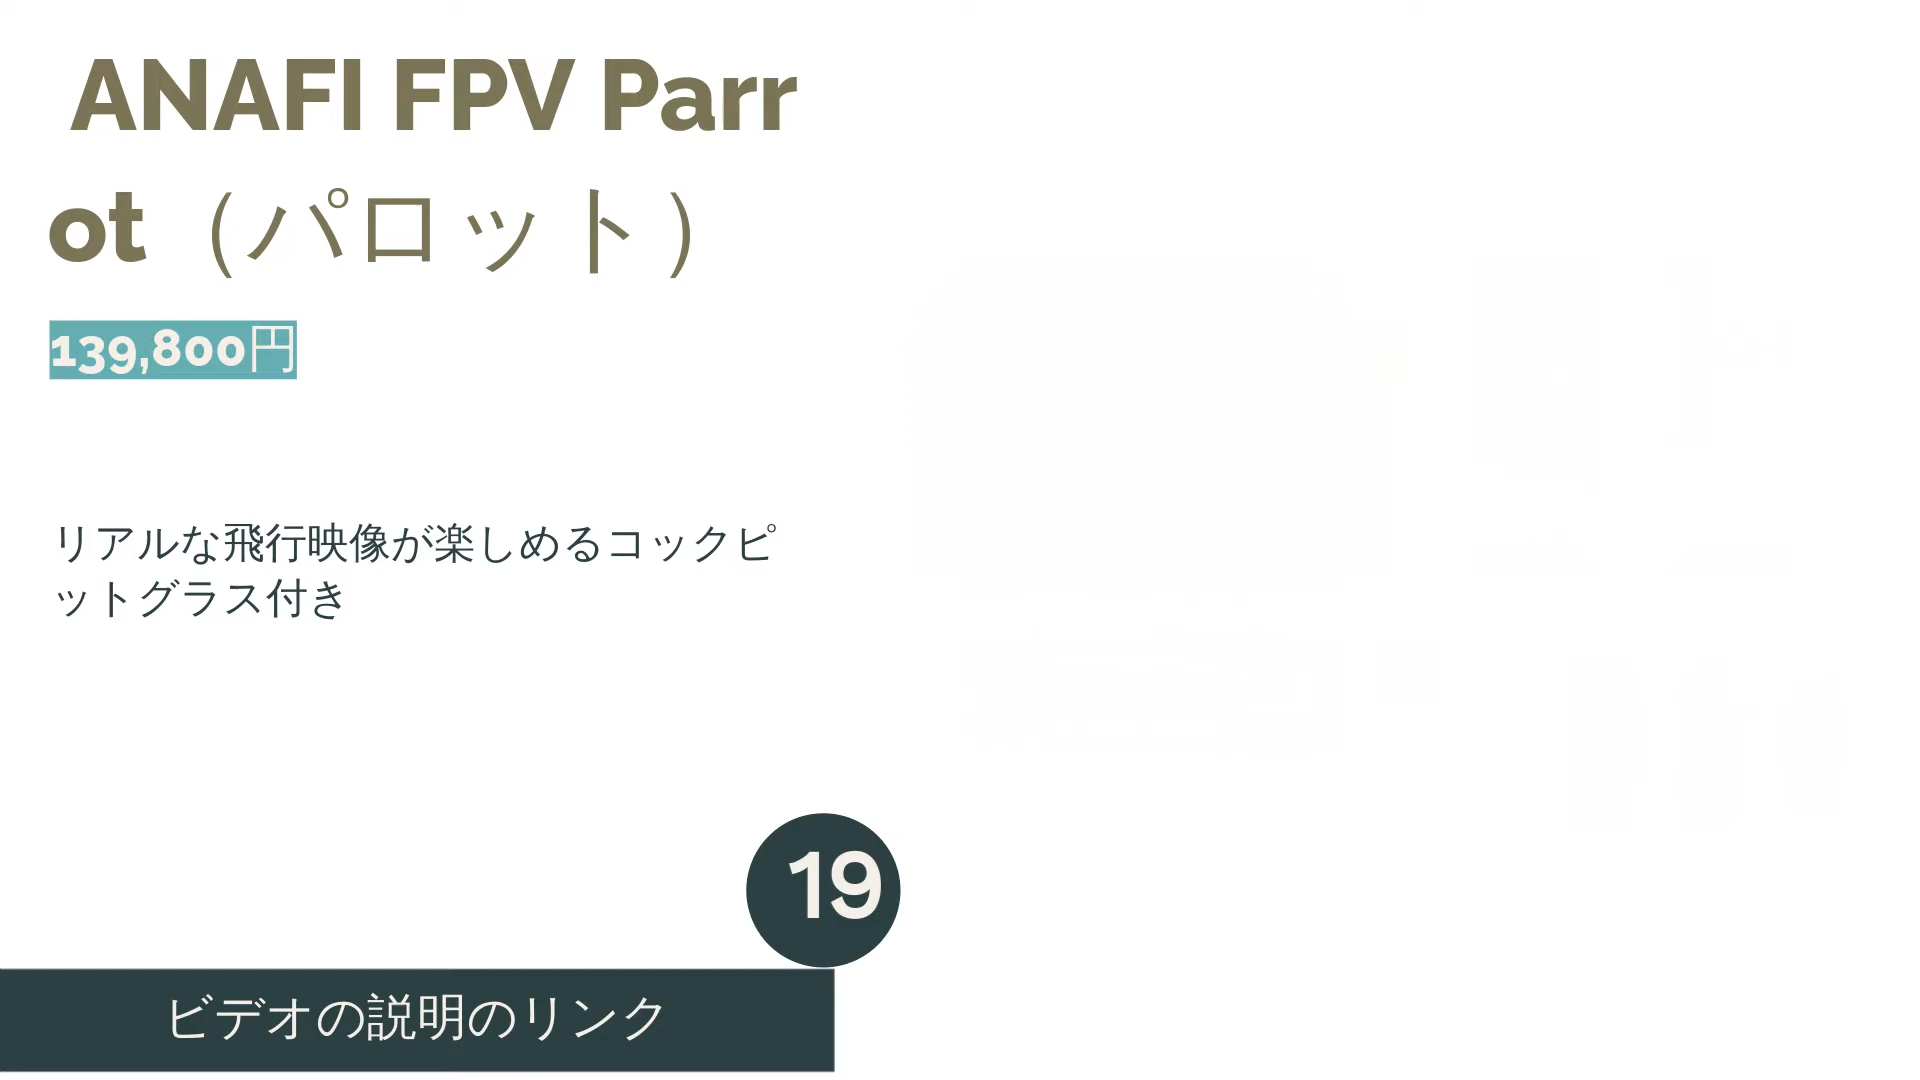 ANAFI FPV Parr
ot（パロット）
139,800円
リアルな飛行映像が楽しめるコックピ
ットグラス付き
19
ビデオの説明のリンク